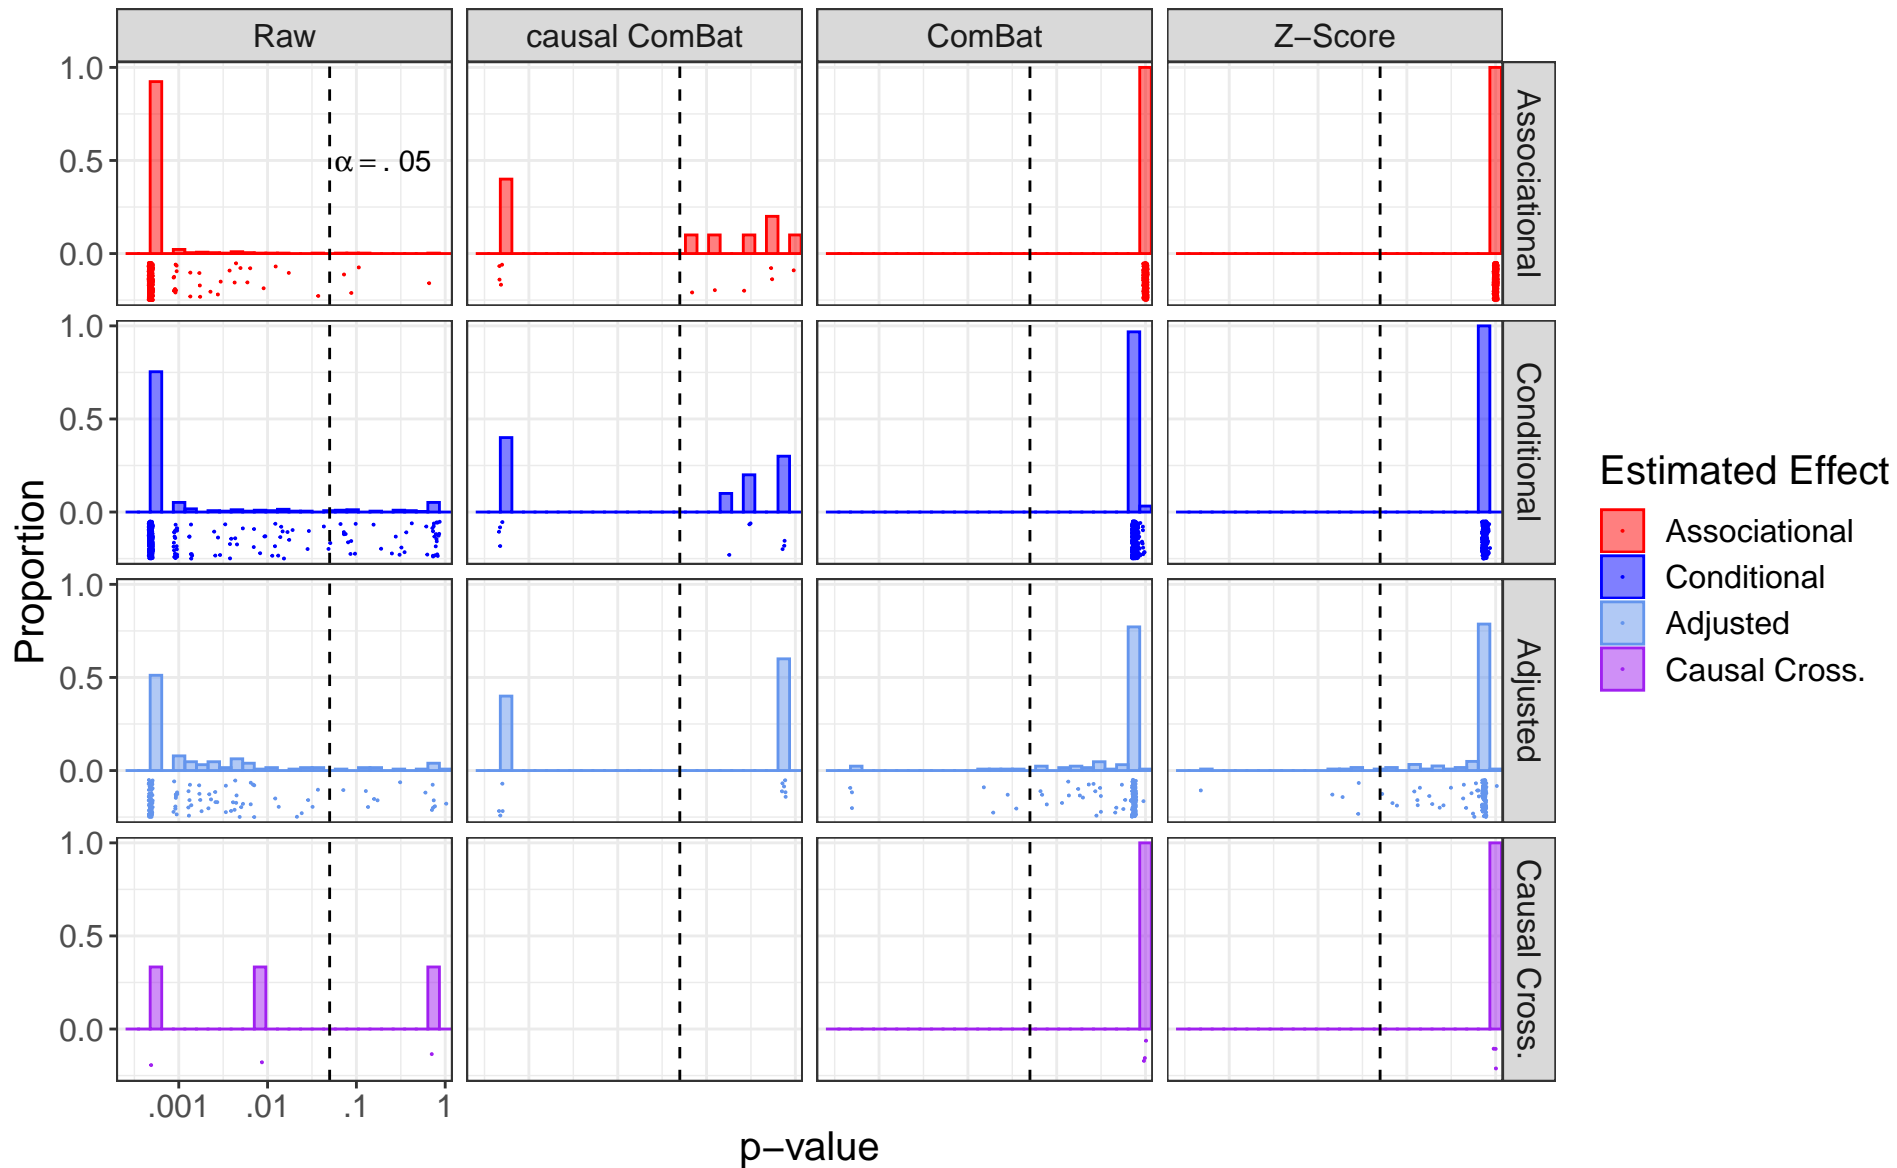 Raw
causal ComBat
ComBat
Z−Score
1.0
0.5
0.0
α = . 05
Associational
1.0
0.5
0.0
Conditional
1.0
0.5
0.0
Adjusted
1.0
0.5
0.0
Causal Cross.
.001
.01
.1
1
Proportion
p−value
Estimated Effect
Associational
Conditional
Adjusted
Causal Cross.